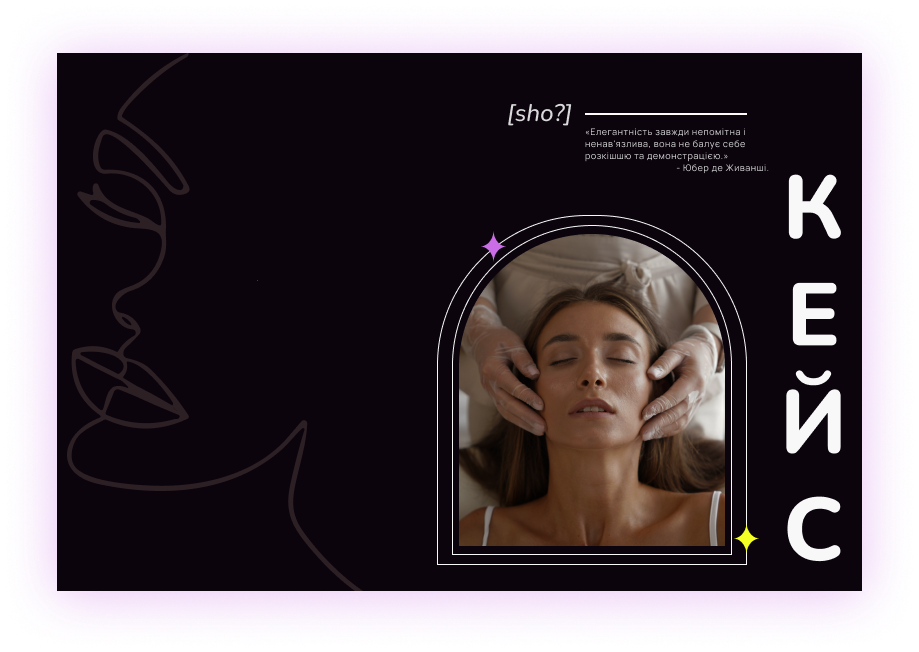 [sho?]
«Елегантність завжди непомітна і
ненав'язлива, вона не балує себе
розкішшю та демонстрацією.»
- Юбер де Живанші.
КЕЙС